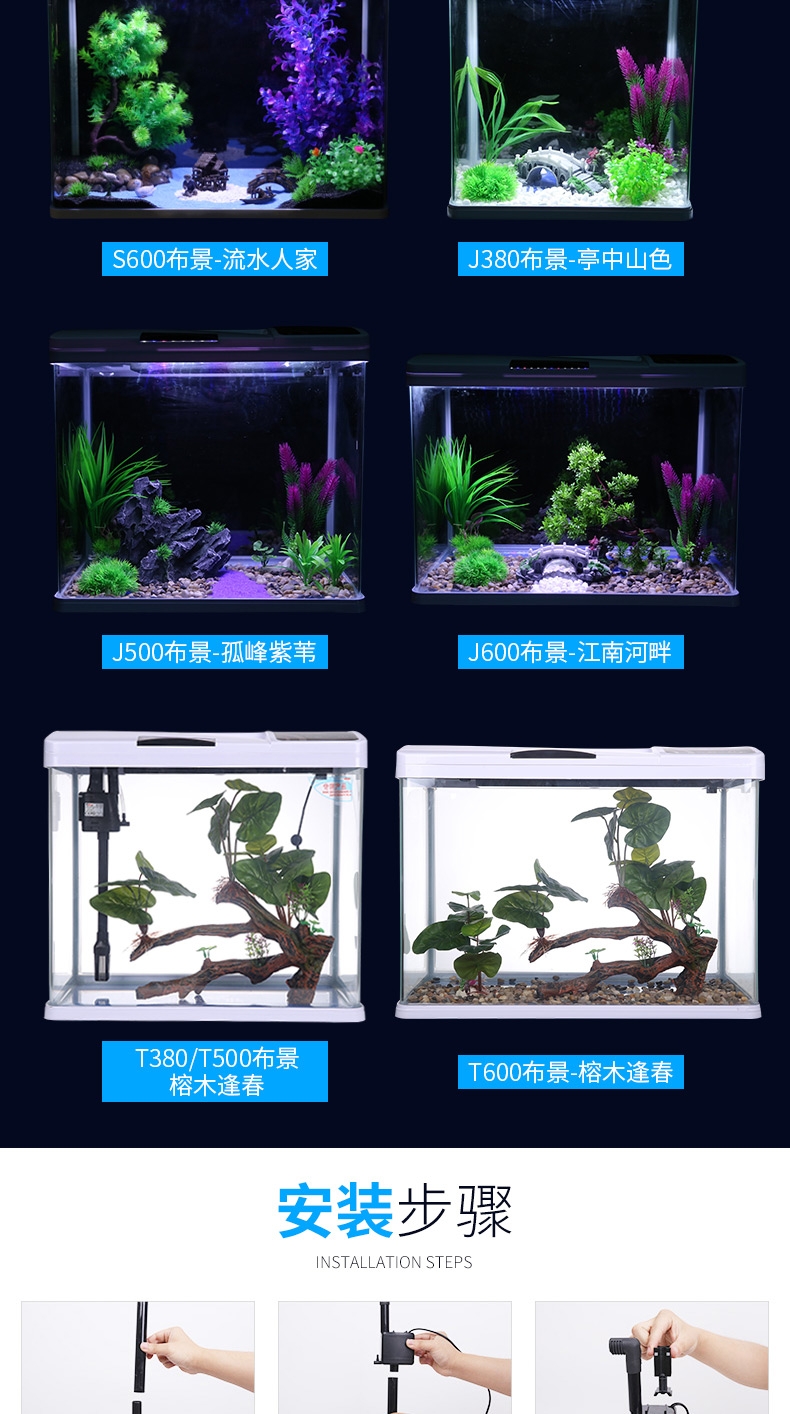 S600布景-流水人家
J380布景-亭中山色
J500布景-孤峰紫苇
J600布景-江南河畔
T380/T500布景
榕木逢春
T600布景-榕木逢春
安装步骤
INSTALLATION STEPS